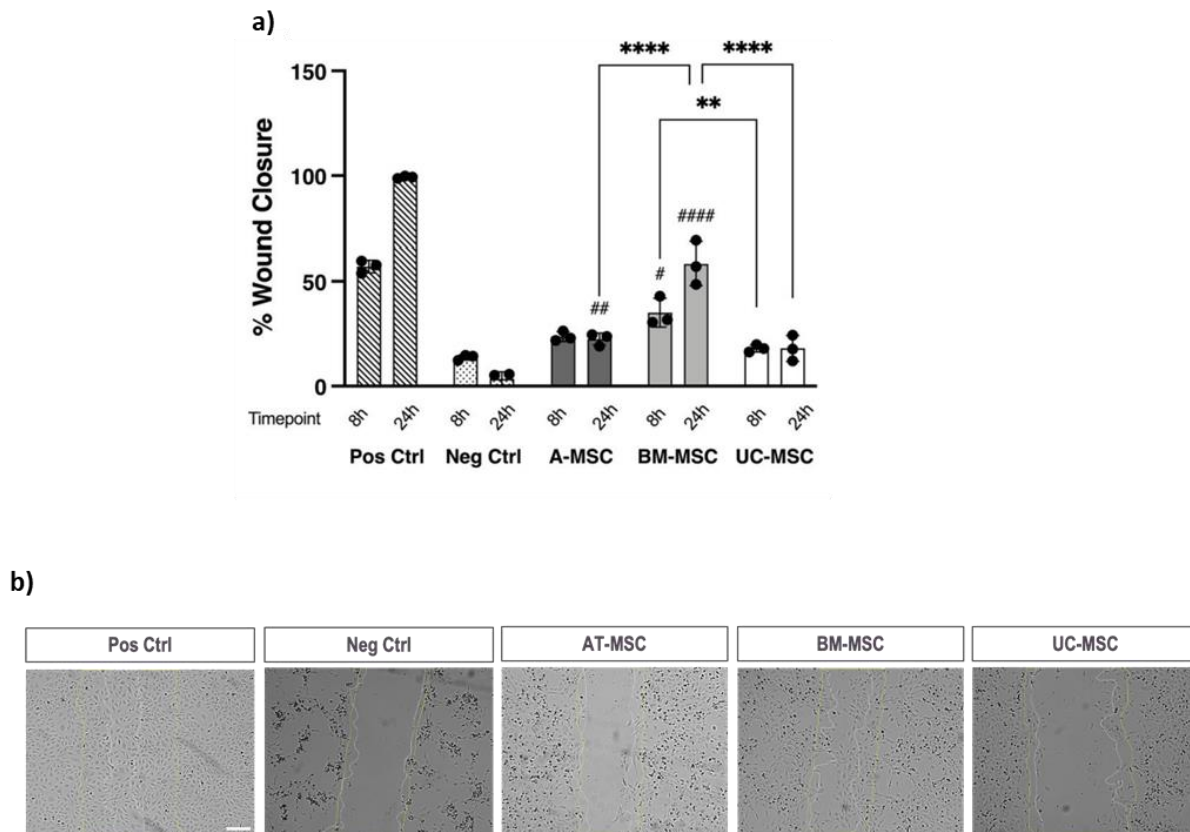 a)
**** ****
150
**
100
####
#
50
##
0
% Wound Closure
Timepoint 8h 24h 8h 24h 8h 24h 8h 24h 8h 24h
Pos Ctrl Neg Ctrl A-MSC BM-MSC UC-MSC
b)
Pos Ctrl Neg Ctrl AT-MSC BM-MSC UC-MSC